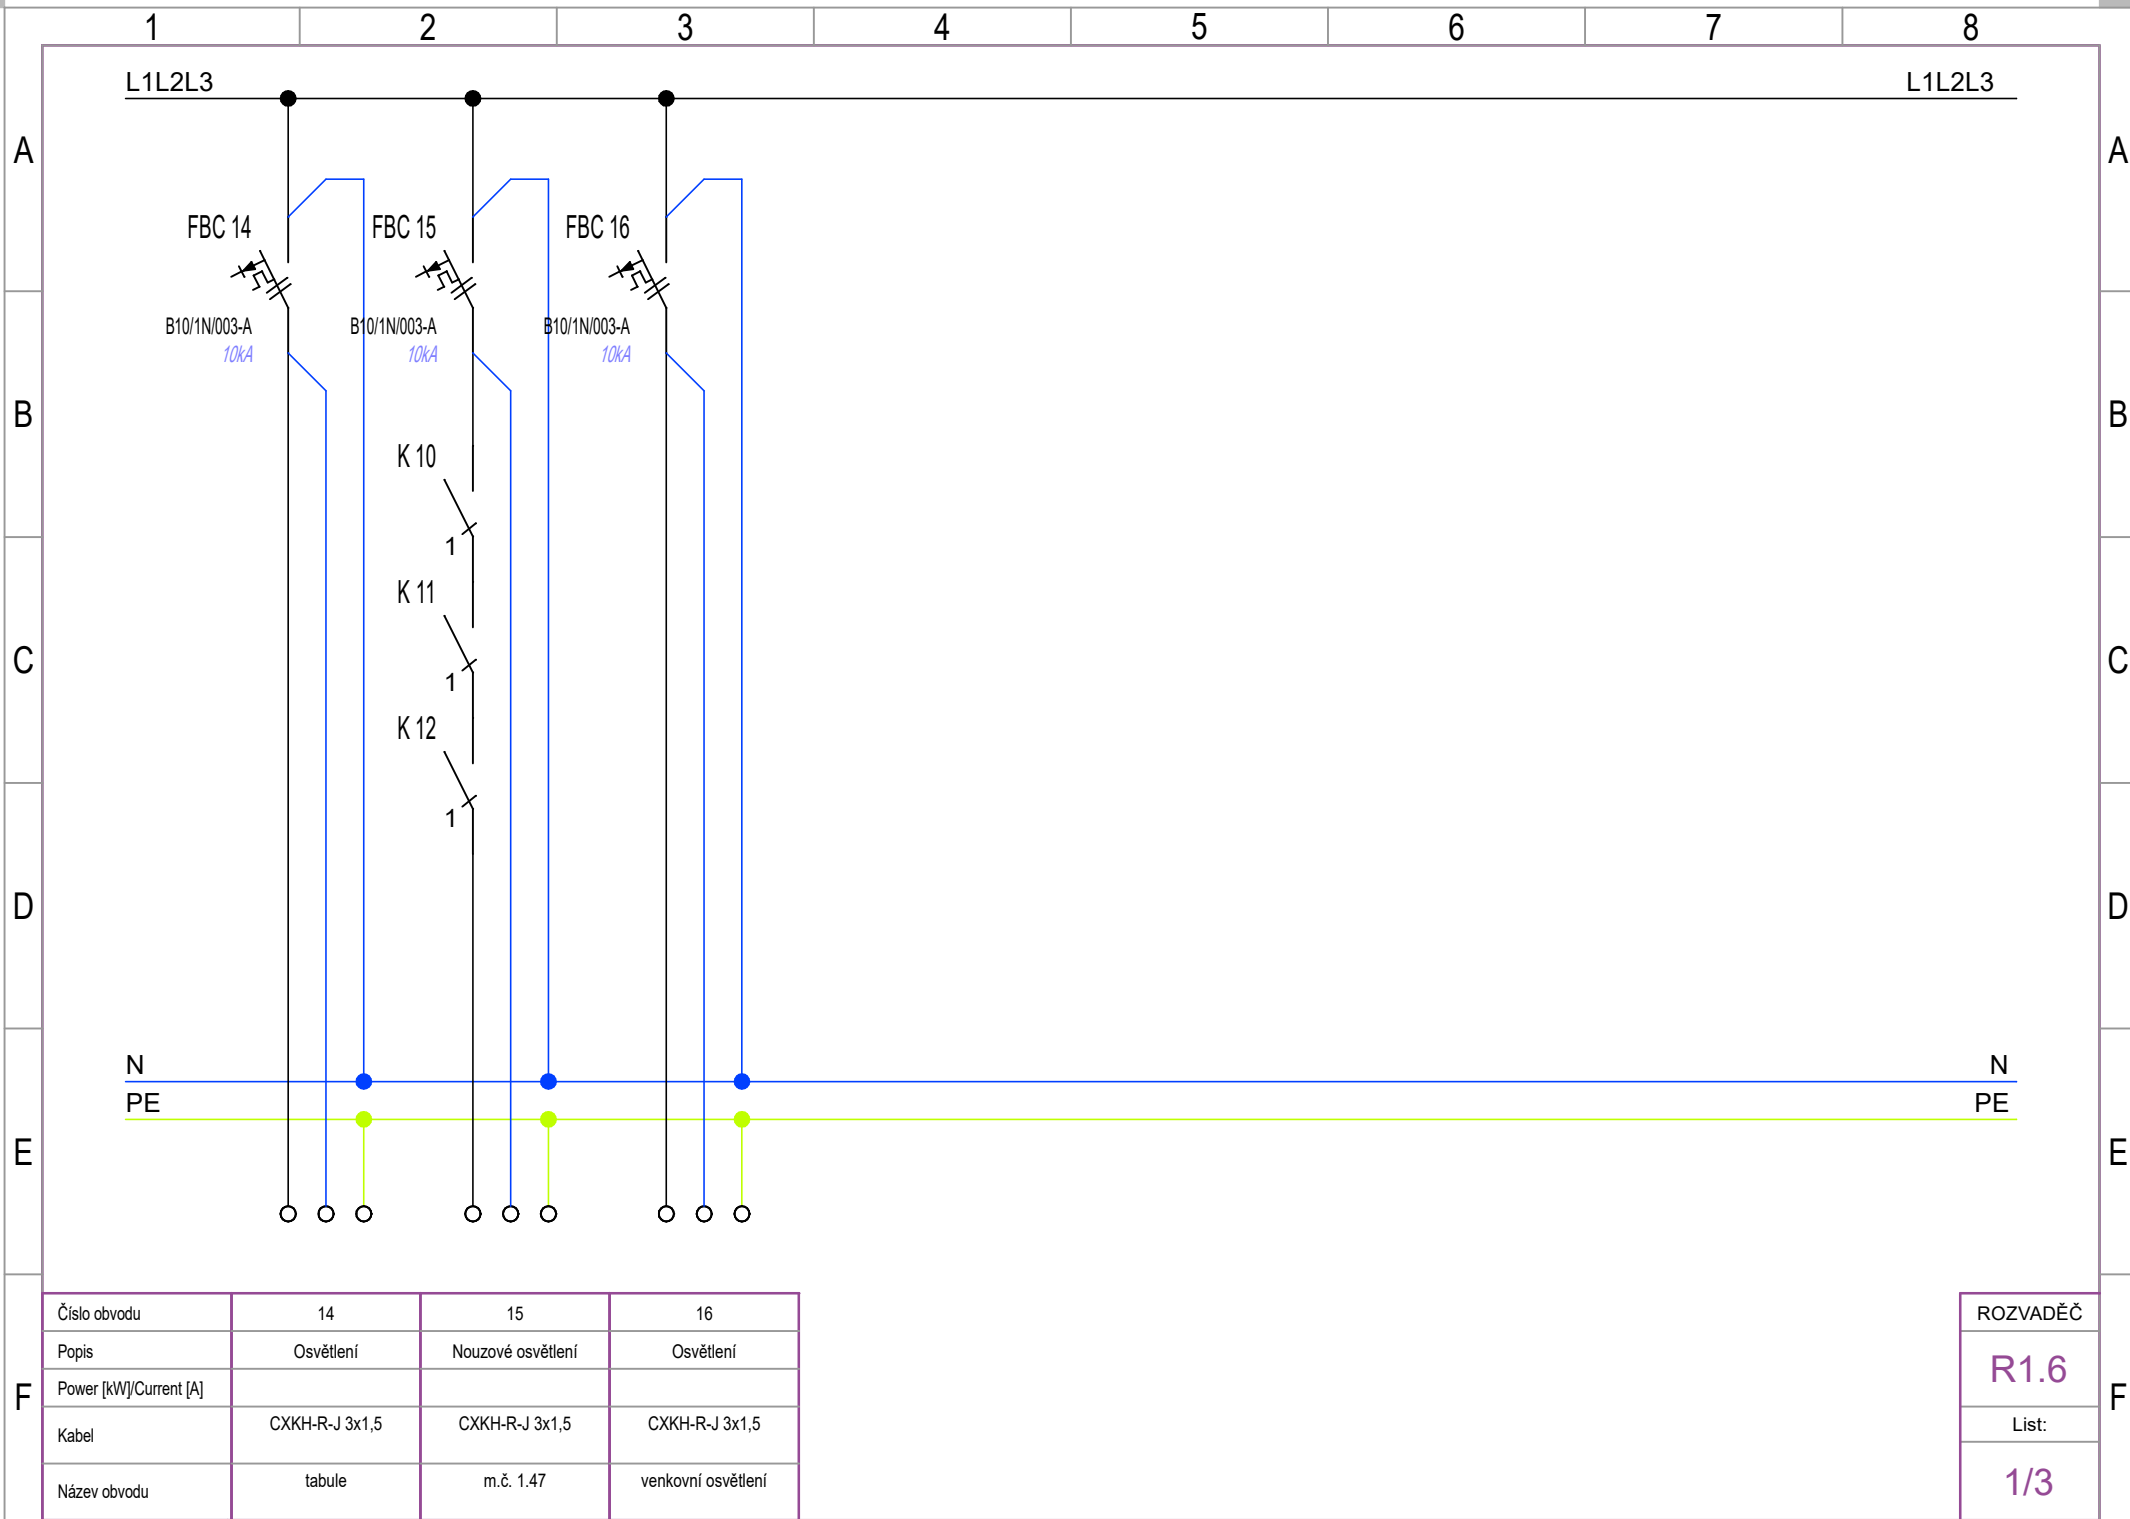 1 2 3 4 5 6 7 8
L1L2L3 L1L2L3
A A
FBC 14 FBC 15 FBC 16
B10/1N/003-A B10/1N/003-A B10/1N/003-A
10kA 10kA 10kA
B B
K 10
1
K 11
C C
1
K 12
1
D D
N N
PE PE
E E
Číslo obvodu 14 15 16
Popis Osvětlení Nouzové osvětlení Osvětlení
Power [kW]/Current [A]
Kabel CXKH-R-J 3x1,5 CXKH-R-J 3x1,5 CXKH-R-J 3x1,5
Název obvodu tabule m.č. 1.47 venkovní osvětlení
F F
ROZVADĚČ
R1.6
List:
1/3